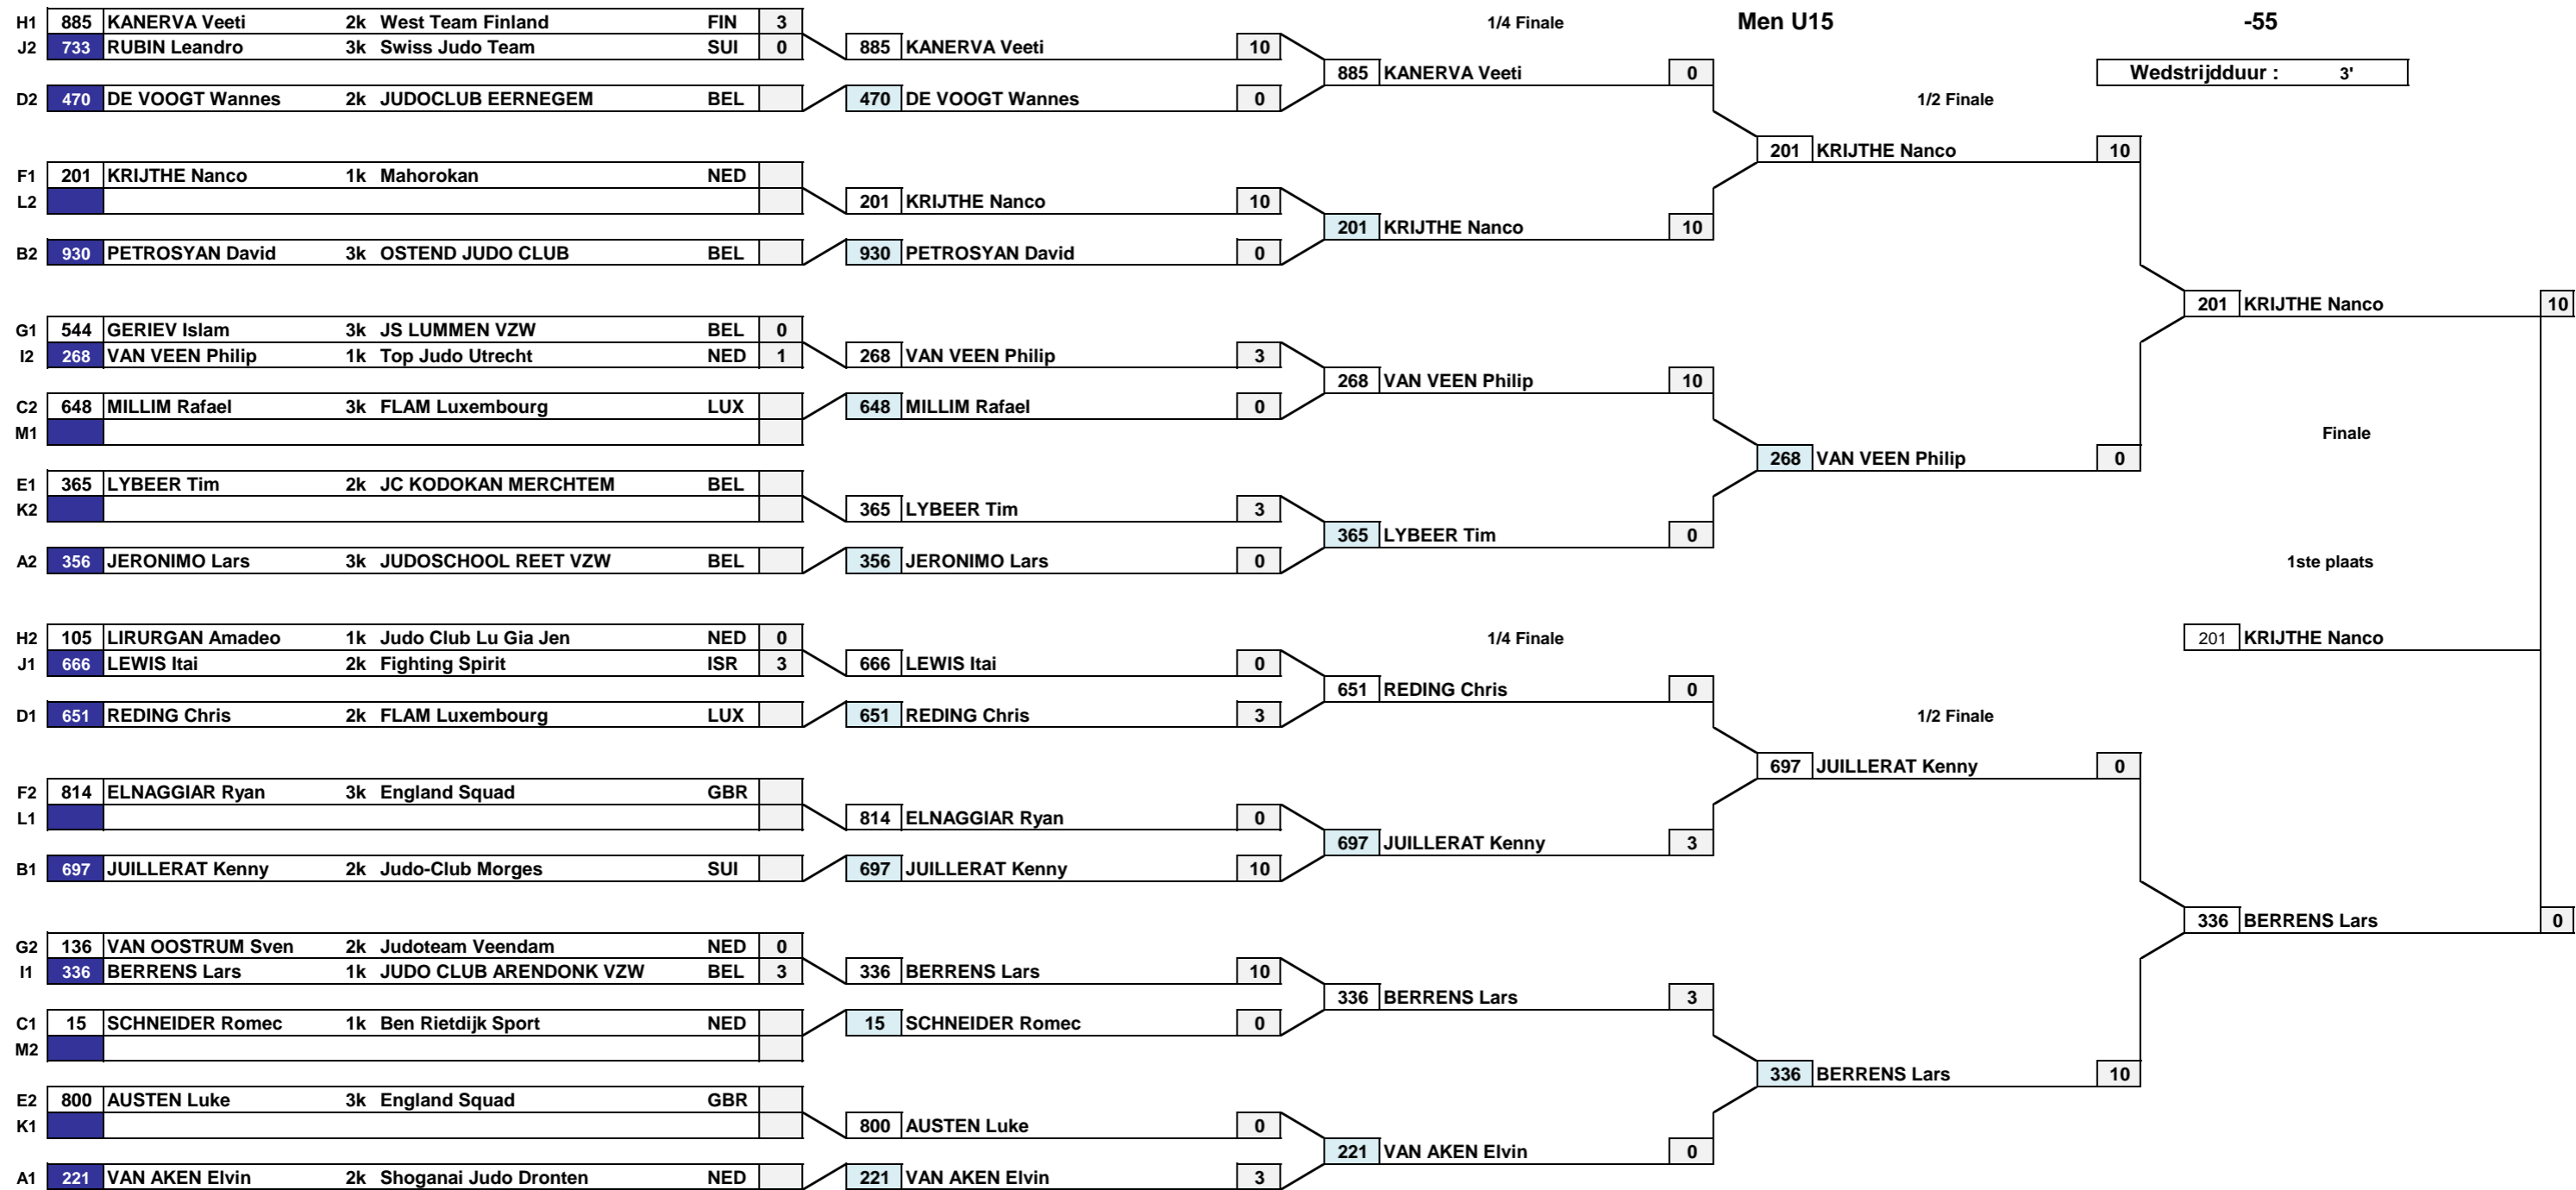 H1 885 KANERVA Veeti 2k West Team Finland FIN 3 1/4 Finale Men U15 -55
J2 733 RUBIN Leandro 3k Swiss Judo Team SUI 0 885 KANERVA Veeti 10
885 KANERVA Veeti 0 Wedstrijdduur : 3'
D2 470 DE VOOGT Wannes 2k JUDOCLUB EERNEGEM BEL 470 DE VOOGT Wannes 0 1/2 Finale
201 KRIJTHE Nanco 10
F1 201 KRIJTHE Nanco 1k Mahorokan NED
L2 201 KRIJTHE Nanco 10
201 KRIJTHE Nanco 10
B2 930 PETROSYAN David 3k OSTEND JUDO CLUB BEL 930 PETROSYAN David 0
201 KRIJTHE Nanco 10
G1 544 GERIEV Islam 3k JS LUMMEN VZW BEL 0
I2 268 VAN VEEN Philip 1k Top Judo Utrecht NED 1 268 VAN VEEN Philip 3
268 VAN VEEN Philip 10
C2 648 MILLIM Rafael 3k FLAM Luxembourg LUX 648 MILLIM Rafael 0
M1 Finale
268 VAN VEEN Philip 0
E1 365 LYBEER Tim 2k JC KODOKAN MERCHTEM BEL
K2 365 LYBEER Tim 3
365 LYBEER Tim 0
A2 356 JERONIMO Lars 3k JUDOSCHOOL REET VZW BEL 356 JERONIMO Lars 0 1ste plaats
H2 105 LIRURGAN Amadeo 1k Judo Club Lu Gia Jen NED 0 1/4 Finale 201 KRIJTHE Nanco
J1 666 LEWIS Itai 2k Fighting Spirit ISR 3 666 LEWIS Itai 0
651 REDING Chris 0
D1 651 REDING Chris 2k FLAM Luxembourg LUX 651 REDING Chris 3 1/2 Finale
697 JUILLERAT Kenny 0
F2 814 ELNAGGIAR Ryan 3k England Squad GBR
L1 814 ELNAGGIAR Ryan 0
697 JUILLERAT Kenny 3
B1 697 JUILLERAT Kenny 2k Judo-Club Morges SUI 697 JUILLERAT Kenny 10
336 BERRENS Lars 0
G2 136 VAN OOSTRUM Sven 2k Judoteam Veendam NED 0
I1 336 BERRENS Lars 1k JUDO CLUB ARENDONK VZW BEL 3 336 BERRENS Lars 10
336 BERRENS Lars 3
C1 15 SCHNEIDER Romec 1k Ben Rietdijk Sport NED 15 SCHNEIDER Romec 0
M2
336 BERRENS Lars 10
E2 800 AUSTEN Luke 3k England Squad GBR
K1 800 AUSTEN Luke 0
221 VAN AKEN Elvin 0
A1 221 VAN AKEN Elvin 2k Shoganai Judo Dronten NED 221 VAN AKEN Elvin 3